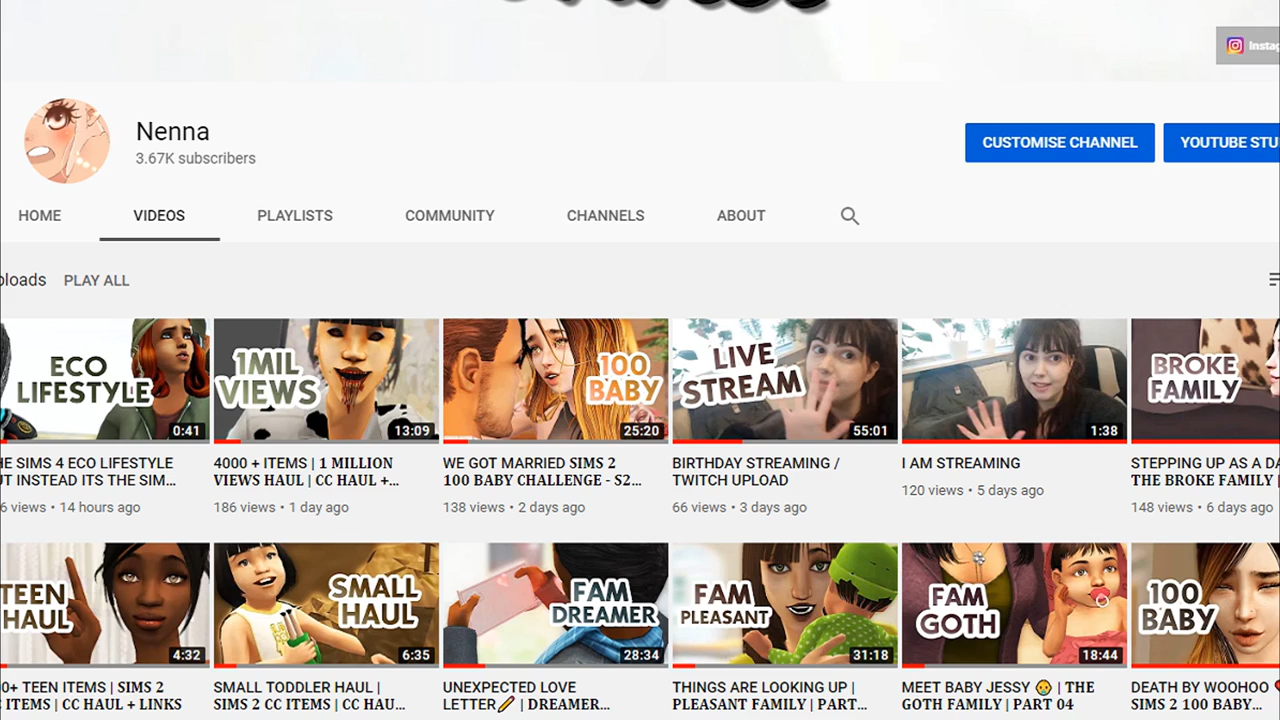 Instag
Nenna
3.67K subscribers
CUSTOMISE CHANNEL
YOUTUBE STU
HOME
VIDEOS
PLAYLISTS
COMMUNITY
CHANNELS
ABOUT
ploads
PLAY ALL
ECO
LIFESTYLE
0:41
1MIL
VIEWS
13:09
100
BABY
25:20
LIVE
STREAM
55:01
1:38
BROKE
FAMILY
HE SIMS 4 ECO LIFESTYLE
UT INSTEAD ITS THE SIM...
6 views • 14 hours ago
4000 + ITEMS | 1 MILLION
VIEWS HAUL | CC HAUL +...
186 views • 1 day ago
WE GOT MARRIED SIMS 2
100 BABY CHALLENGE - S2...
138 views • 2 days ago
BIRTHDAY STREAMING /
TWITCH UPLOAD
66 views • 3 days ago
I AM STREAMING
120 views • 5 days ago
STEPPING UP AS A DA
THE BROKE FAMILY |
148 views • 6 days ago
TEEN
HAUL
4:32
SMALL
HAUL
6:35
FAM
DREAMER
28:34
FAM
PLEASANT
31:18
FAM
GOTH
18:44
100
BABY
0+ TEEN ITEMS | SIMS 2
ITEMS | CC HAUL + LINKS
SMALL TODDLER HAUL |
SIMS 2 CC ITEMS | CC HAU...
UNEXPECTED LOVE
LETTER🖊 | DREAMER...
THINGS ARE LOOKING UP |
PLEASANT FAMILY | PART...
MEET BABY JESSY 👶 | THE
GOTH FAMILY | PART 04
DEATH BY WOOHOO
SIMS 2 100 BABY...